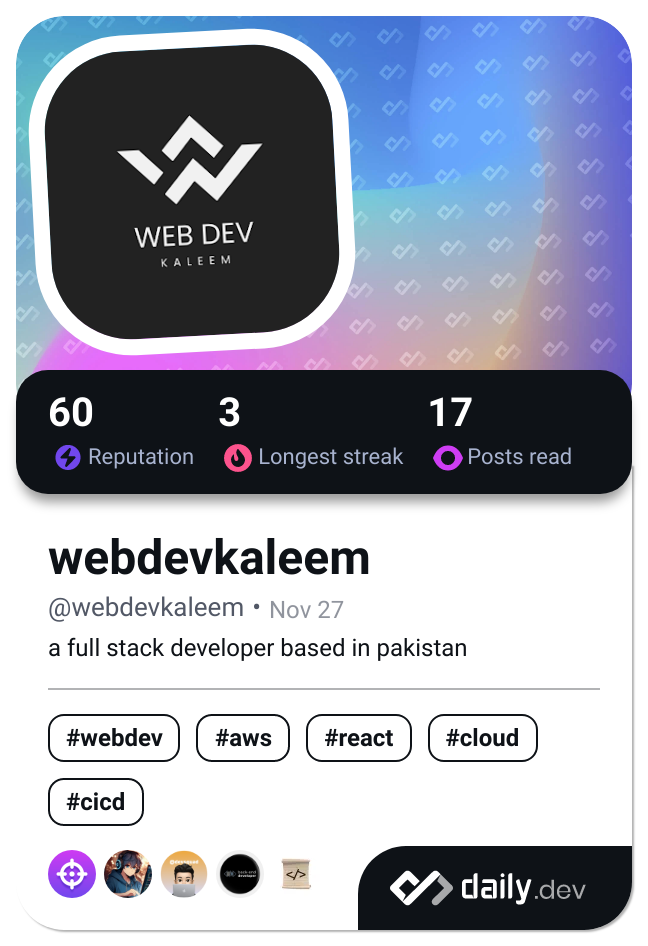 WEB DEV
KALEEM
60 3 17
Reputation Longest streak Posts read
webdevkaleem
@webdevkaleem • Nov 27
a full stack developer based in pakistan
#webdev #aws #react #cloud
#cicd
daily.dev